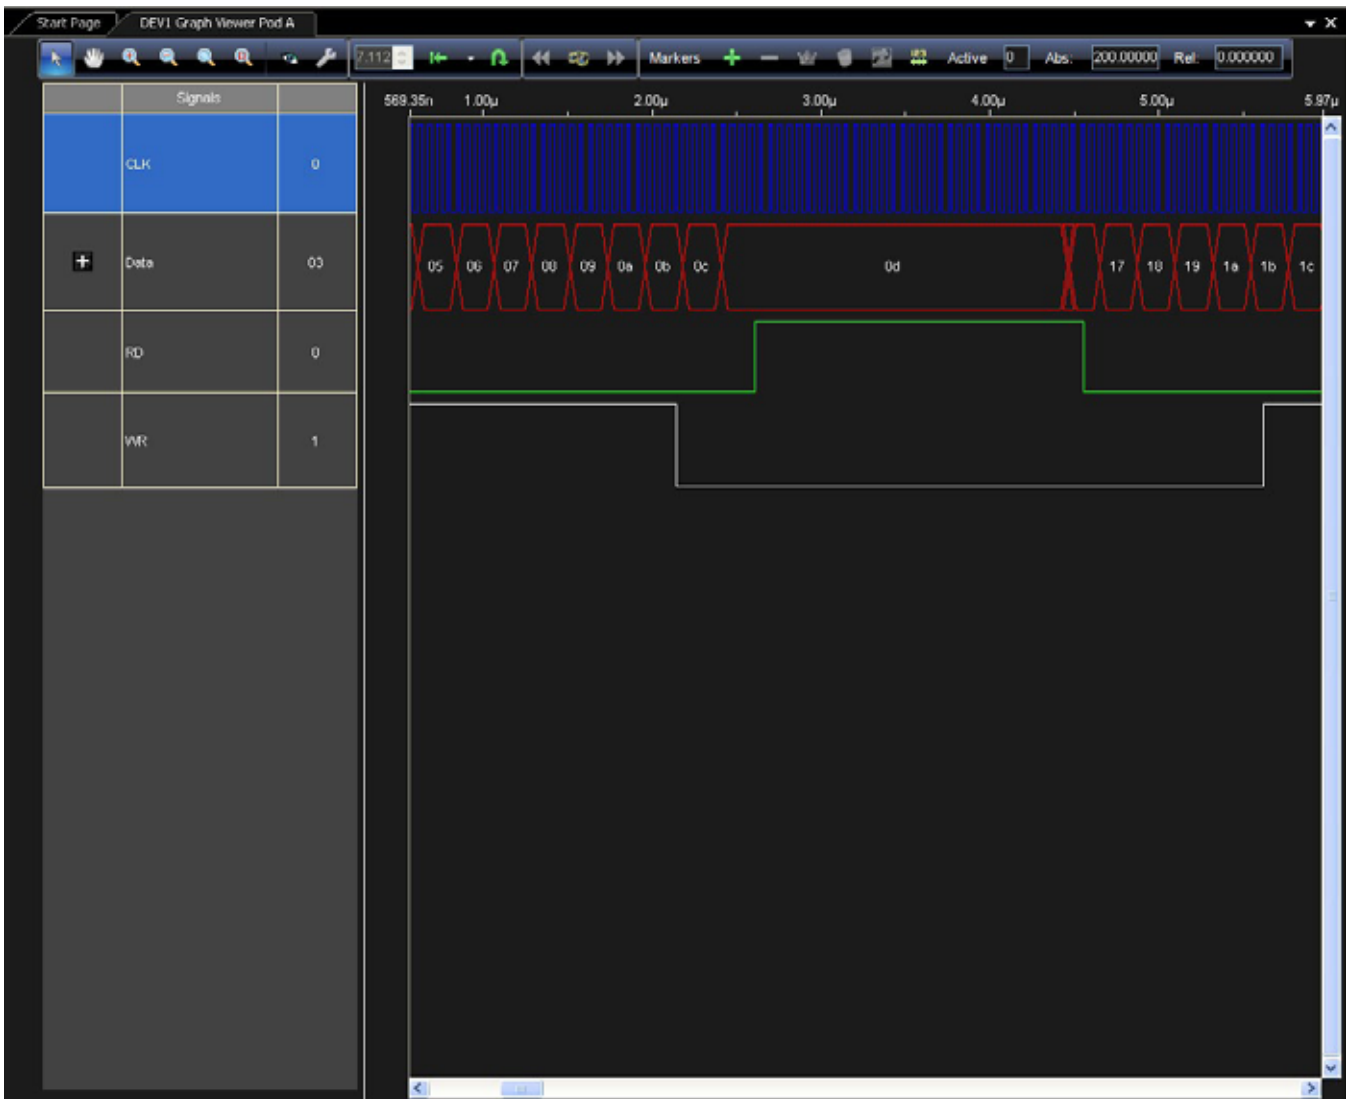 Start Page DEV1 Graph Viewer Pod A
7.112 Markers Active 0 Abs: 200.00000 Rel: 0.000000
Signals 569.35n 1.00µ 2.00µ 3.00µ 4.00µ 5.00µ 5.97µ
CLK 0
Data 03 05 06 07 08 09 0a 0b 0c 0d 17 18 19 1a 1b 1c
RD 0
WR 1